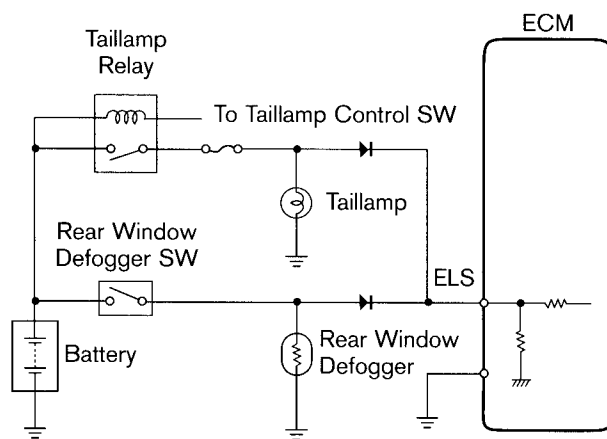 ECM
Taillamp
Relay
To Taillamp Control SW
Taillamp
Rear Window
Defogger SW
ELS
Battery
Rear Window
Defogger